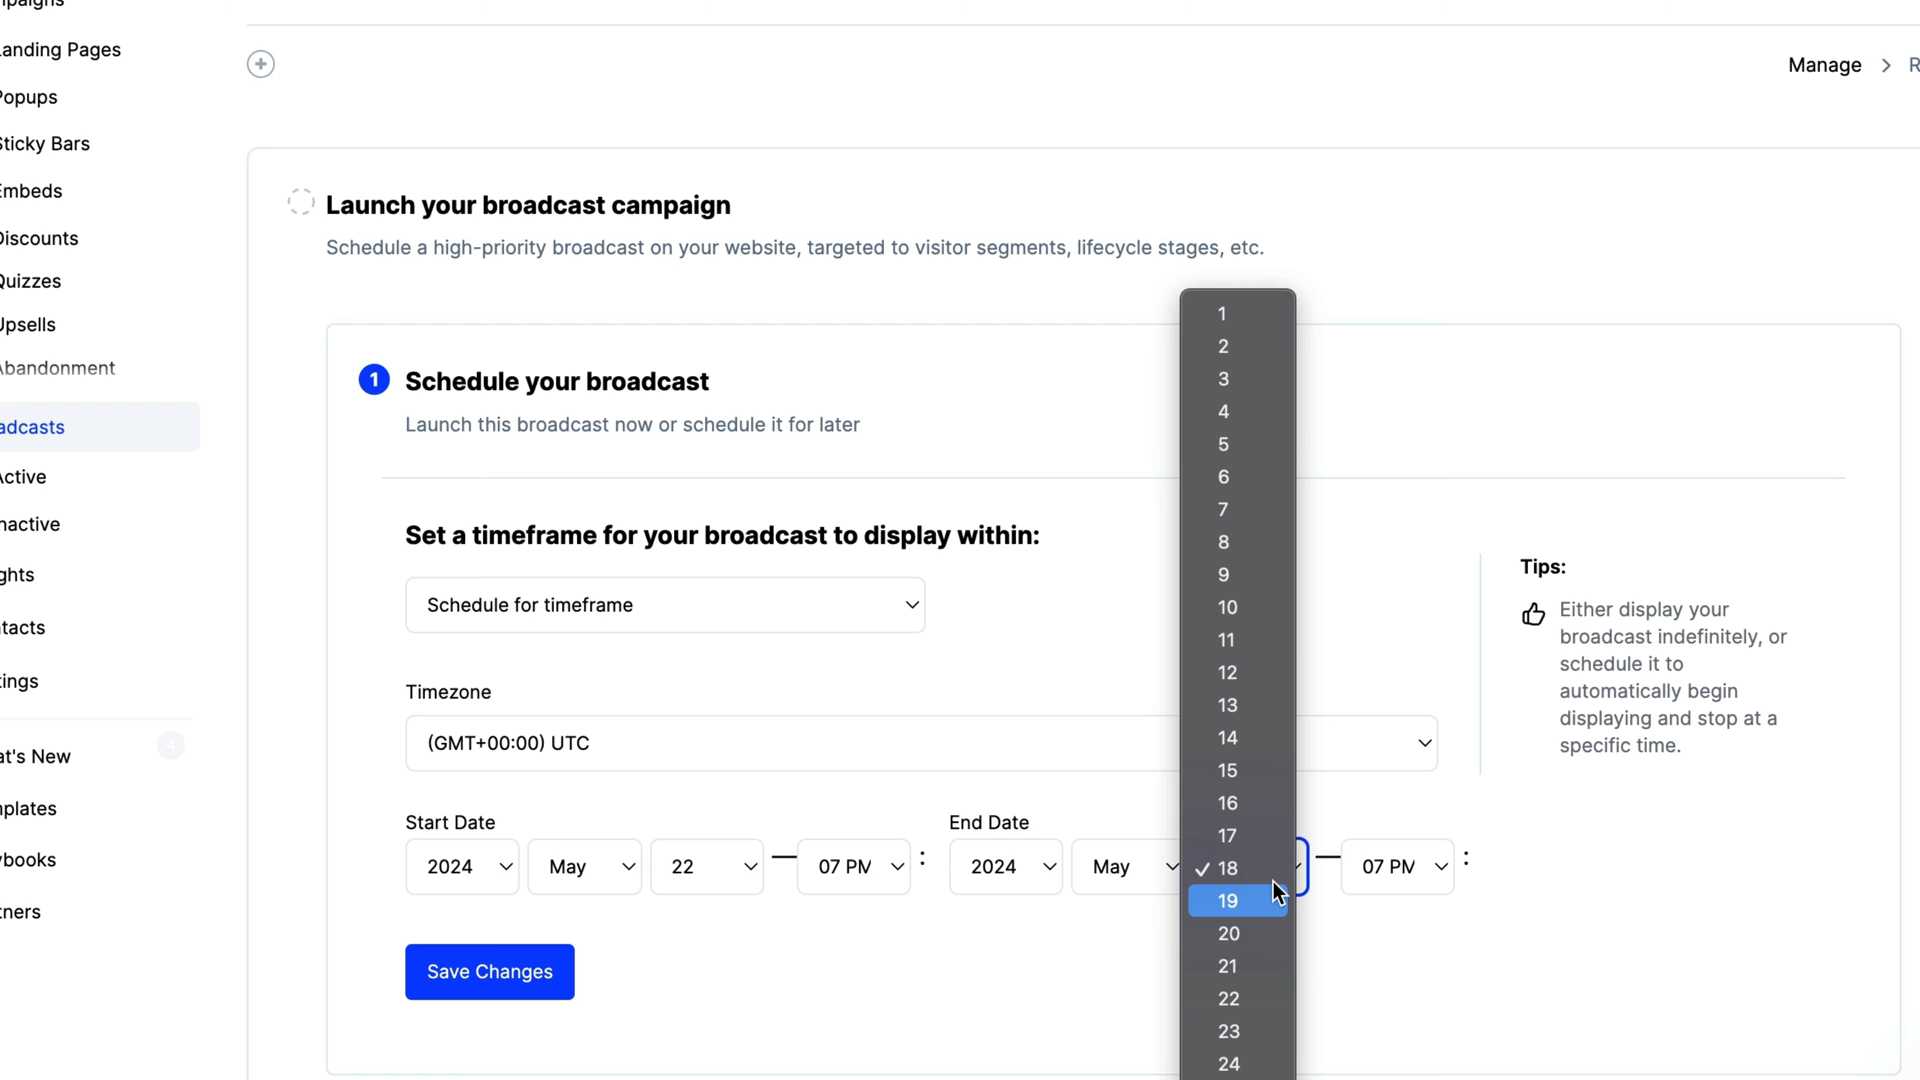 mpaigns
Landing Pages
Popups
Sticky Bars
Embeds
Discounts
Quizzes
Upsells
Abandonment
adcasts
Active
nactive
ghts
tacts
tings
at's New
4
nplates
ybooks
tners
Manage > R
Launch your broadcast campaign
Schedule a high-priority broadcast on your website, targeted to visitor segments, lifecycle stages, etc.
1
Schedule your broadcast
Launch this broadcast now or schedule it for later
Set a timeframe for your broadcast to display within:
Schedule for timeframe
Timezone
(GMT+00:00) UTC
Start Date
2024 May 22 — 07 PM :
End Date
2024 May — 07 PM :
1
2
3
4
5
6
7
8
9
10
11
12
13
14
15
16
17
✓ 18
19
20
21
22
23
24
Save Changes
Tips:
Either display your
broadcast indefinitely, or
schedule it to
automatically begin
displaying and stop at a
specific time.